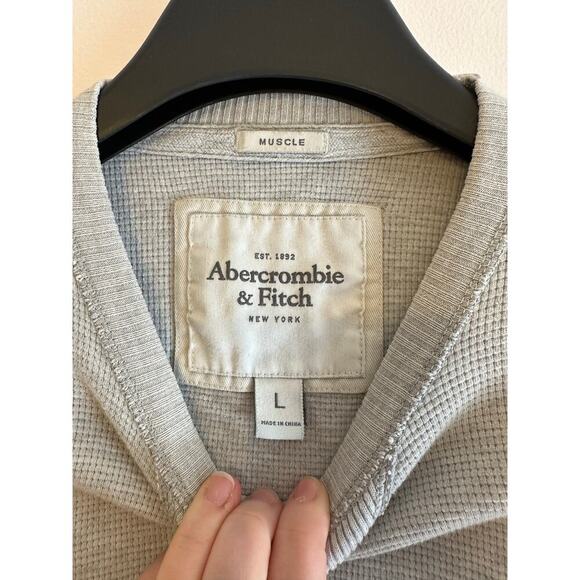 MUSCLE
EST. 1892
Abercrombie
& Fitch
NEW YORK
L
MADE IN CHINA